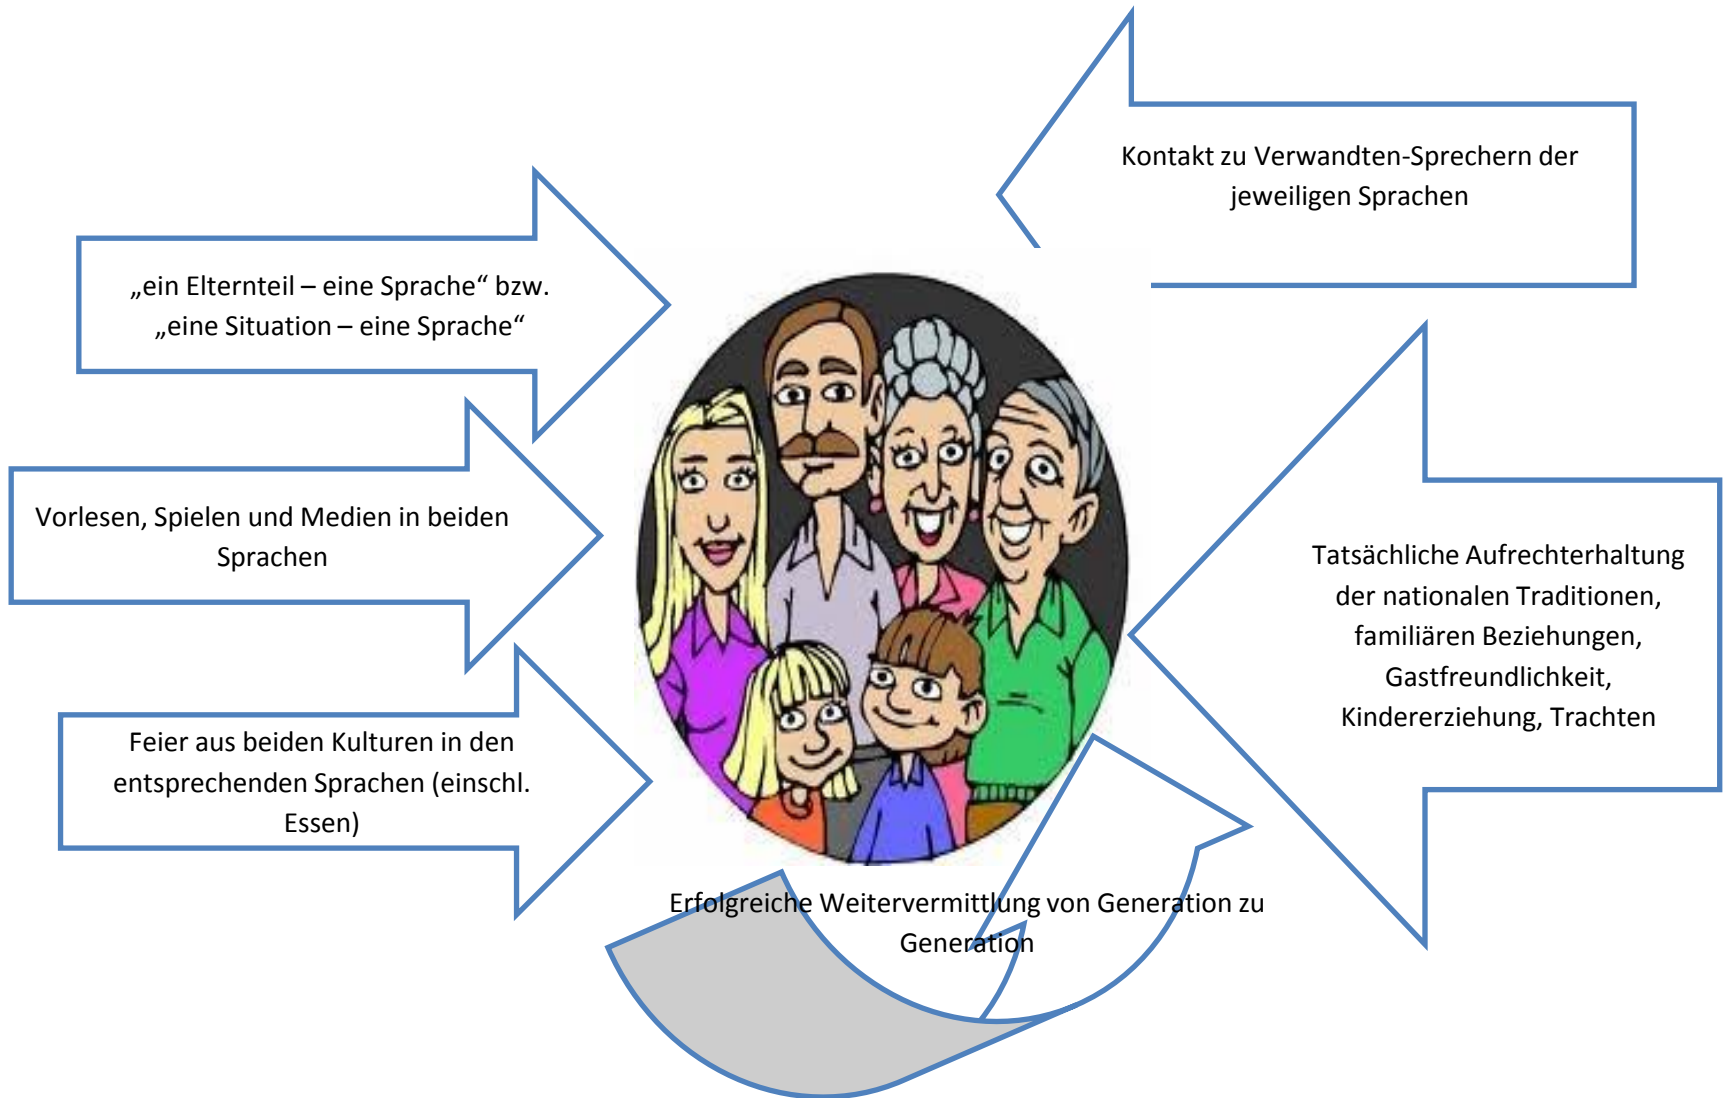 Kontakt zu Verwandten-Sprechern der
jeweiligen Sprachen
„ein Elternteil – eine Sprache“ bzw.
„eine Situation – eine Sprache“
Vorlesen, Spielen und Medien in beiden
Sprachen
Tatsächliche Aufrechterhaltung
der nationalen Traditionen,
familiären Beziehungen,
Gastfreundlichkeit,
Kindererziehung, Trachten
Feier aus beiden Kulturen in den
entsprechenden Sprachen (einschl.
Essen)
Erfolgreiche Weitervermittlung von Generation zu
Generation